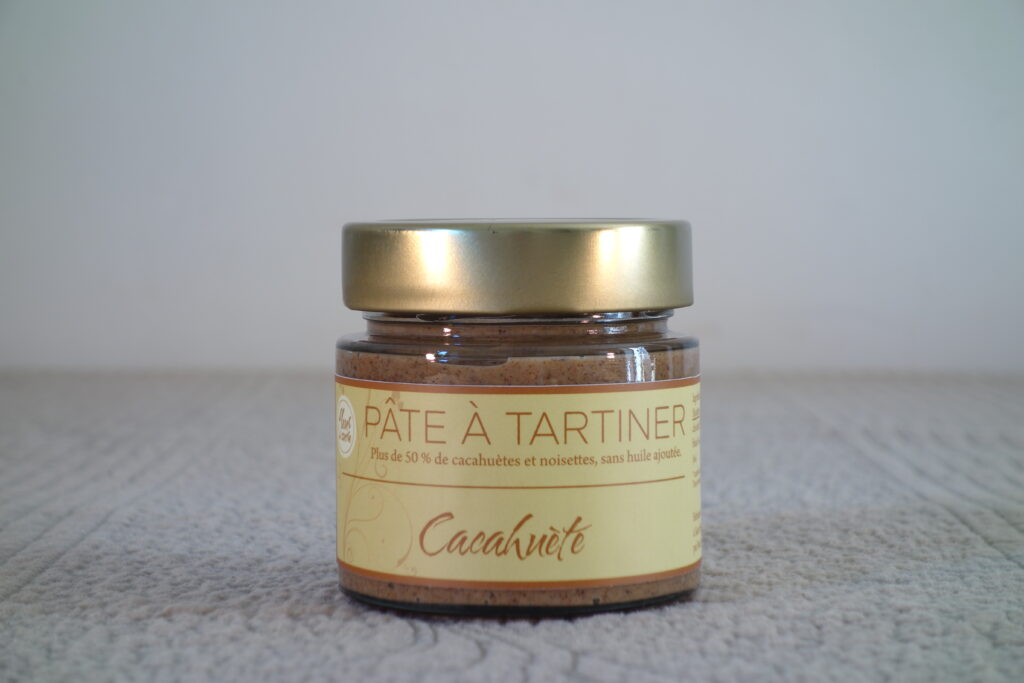 PÂTE À TARTINER
Plus de 50 % de cacahuètes et noisettes, sans huile ajoutée.
Cacahuète